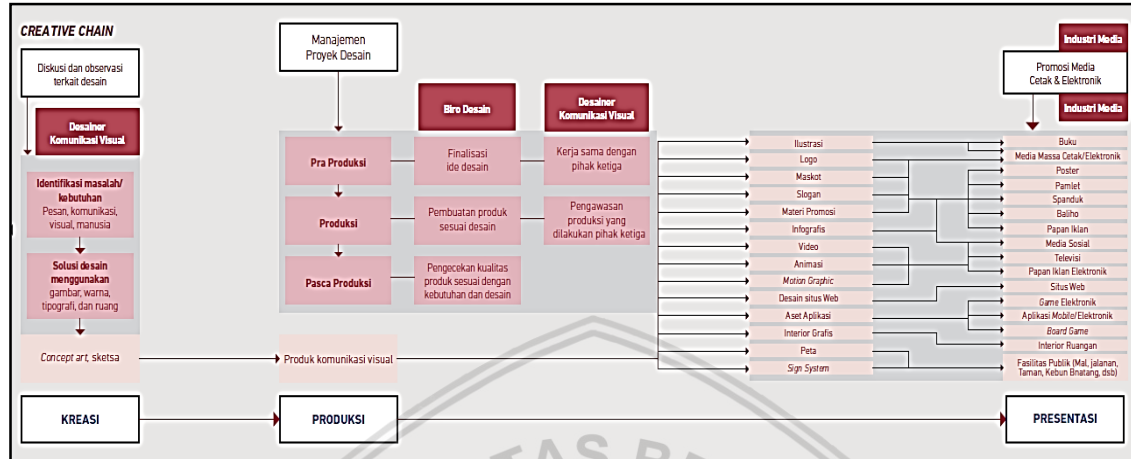 CREATIVE CHAIN
Diskusi dan observasi
terkait desain
Desainer
Komunikasi Visual
Identifikasi masalah/
kebutuhan
Pesan, komunikasi,
visual, manusia
Solusi desain
menggunakan
gambar, warna,
tipografi, dan ruang
Concept art, sketsa
KREASI
Manajemen
Proyek Desain
Biro Desain
Desainer
Komunikasi Visual
Pra Produksi
Finalisasi
ide desain
Kerja sama dengan
pihak ketiga
Produksi
Pembuatan produk
sesuai desain
Pengawasan
produksi yang
dilakukan pihak ketiga
Pasca Produksi
Pengecekan kualitas
produk sesuai dengan
kebutuhan dan desain
Produk komunikasi visual
PRODUKSI
Ilustrasi
Logo
Maskot
Slogan
Materi Promosi
Infografis
Video
Animasi
Motion Graphic
Desain situs Web
Aset Aplikasi
Interior Grafis
Peta
Sign System
Industri Media
Promosi Media
Cetak & Elektronik
Industri Media
Buku
Media Massa Cetak/Elektronik
Poster
Pamlet
Spanduk
Baliho
Papan Iklan
Media Sosial
Televisi
Papan Iklan Elektronik
Situs Web
Game Elektronik
Aplikasi Mobile/Elektronik
Board Game
Interior Ruangan
Fasilitas Publik (Mal, jalanan,
Taman, Kebun Bnatang, dsb)
PRESENTASI